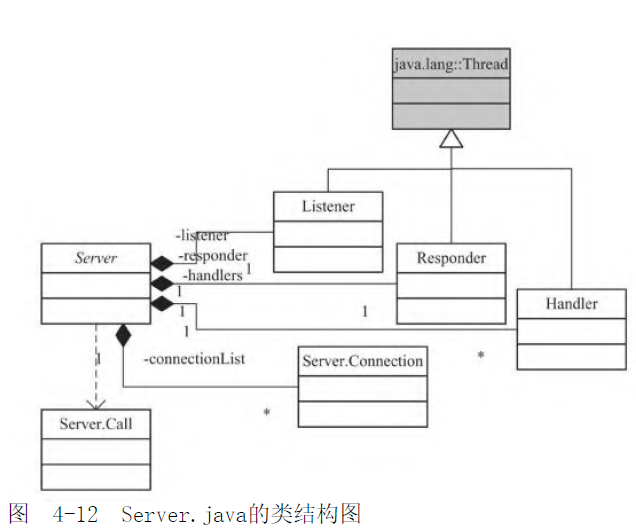 java.lang::Thread
Listener
-listener
Server
-responder
Responder
-handlers
1
1
Handler
1
1
1
1
-connectionList
Server.Connection
*
*
Server.Call
图 4-12 Server.java的类结构图